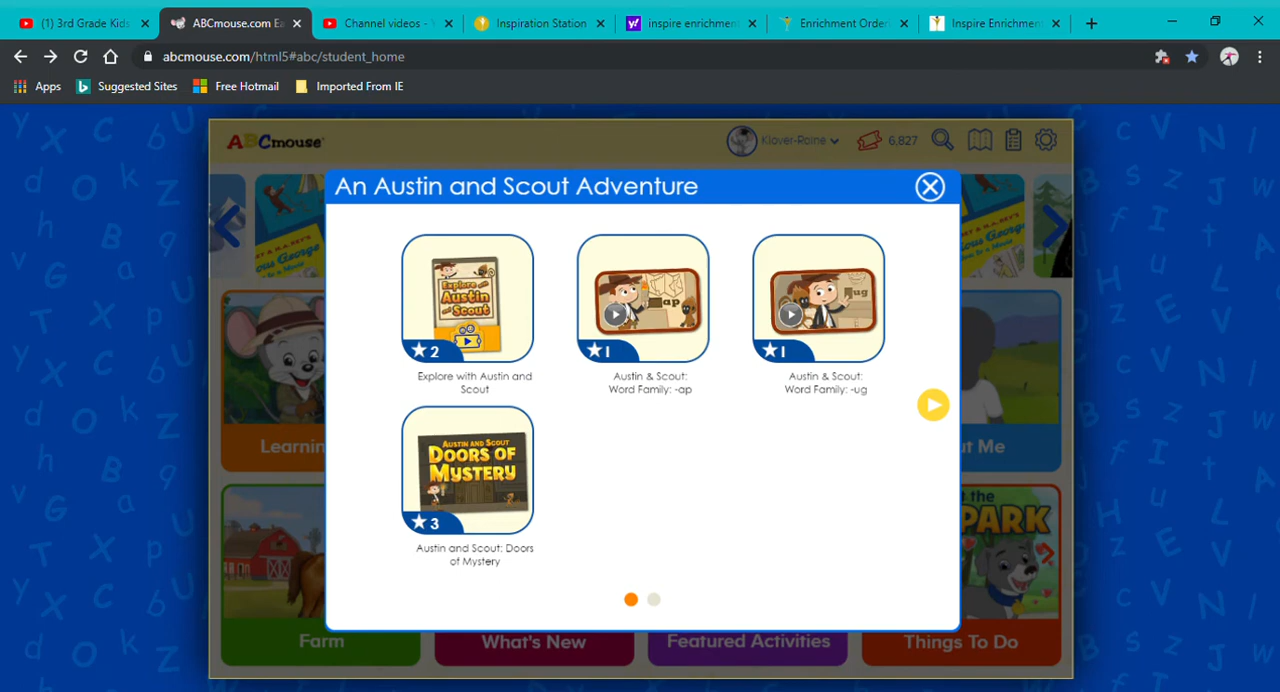 (1) 3rd Grade Kids
ABCmouse.com Ea
Channel videos - Y
Inspiration Station
inspire enrichment
Enrichment Order
Inspire Enrichment
abcmouse.com/html5#abc/student_home
Apps
Suggested Sites
Free Hotmail
Imported From IE
ABCmouse
Klover-Raine
6,827
An Austin and Scout Adventure
Explore with
Austin
and
Scout
2
Explore with Austin and
Scout
ap
1
Austin & Scout:
Word Family: -ap
ug
1
Austin & Scout:
Word Family: -ug
AUSTIN AND SCOUT
DOORS OF
MYSTERY
3
Austin and Scout: Doors
of Mystery
Learnin
ut Me
the
PARK
Farm
What's New
Featured Activities
Things To Do